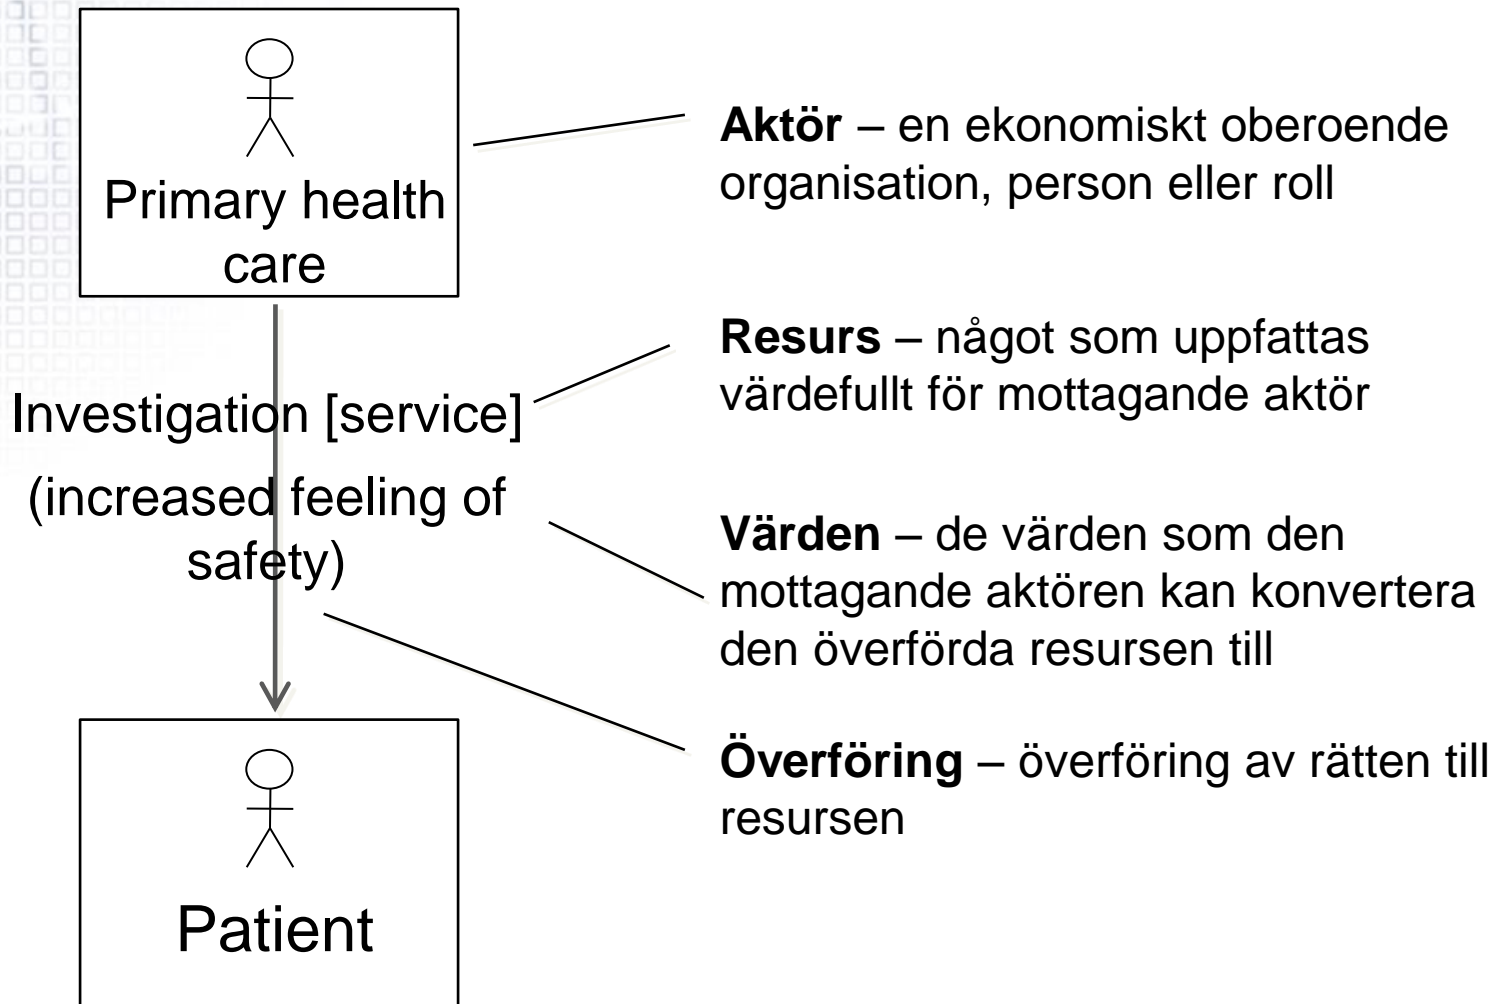 Primary health
care
Aktör – en ekonomiskt oberoende
organisation, person eller roll
Resurs – något som uppfattas
värdefullt för mottagande aktör
Investigation [service]
(increased feeling of
safety)
Värden – de värden som den
mottagande aktören kan konvertera
den överförda resursen till
Överföring – överföring av rätten till
resursen
Patient